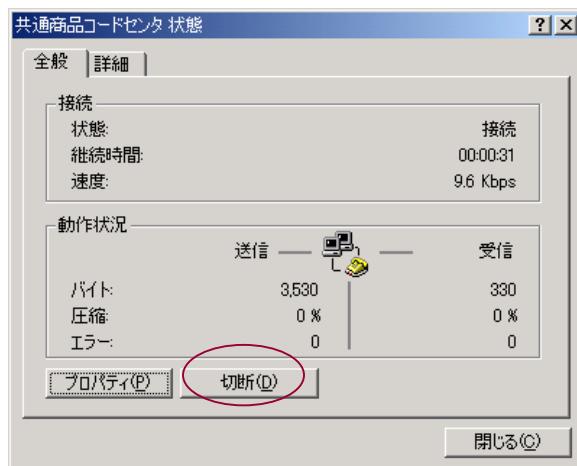 共通商品コードセンタ 状態 ? ×
全般 詳細
接続
状態: 接続
継続時間: 00:00:31
速度: 9.6 Kbps
動作状況
送信 — — 受信
バイト: 3,530 330
圧縮: 0 % 0 %
エラー: 0 0
プロパティ(P) 切断(D)
閉じる(C)